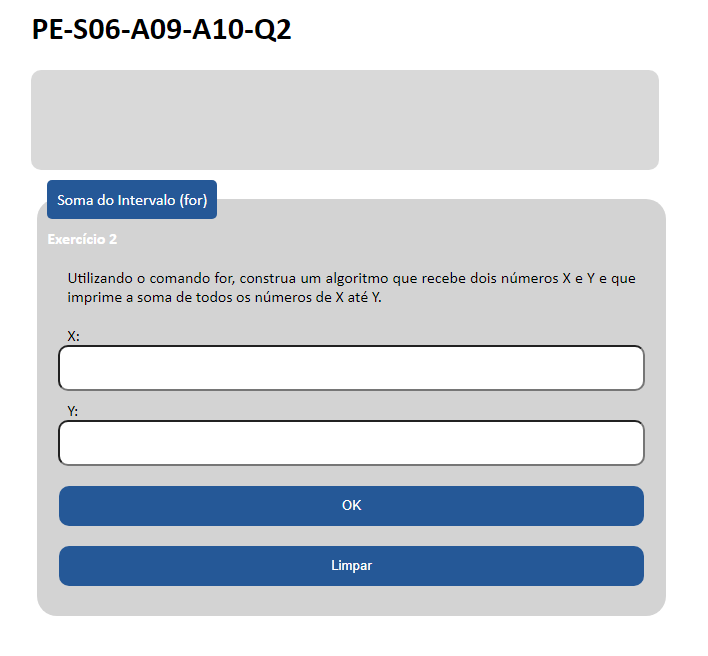 PE-S06-A09-A10-Q2
Soma do Intervalo (for)
Exercício 2
Utilizando o comando for, construa um algoritmo que recebe dois números X e Y e que
imprime a soma de todos os números de X até Y.
X:
Y:
OK
Limpar